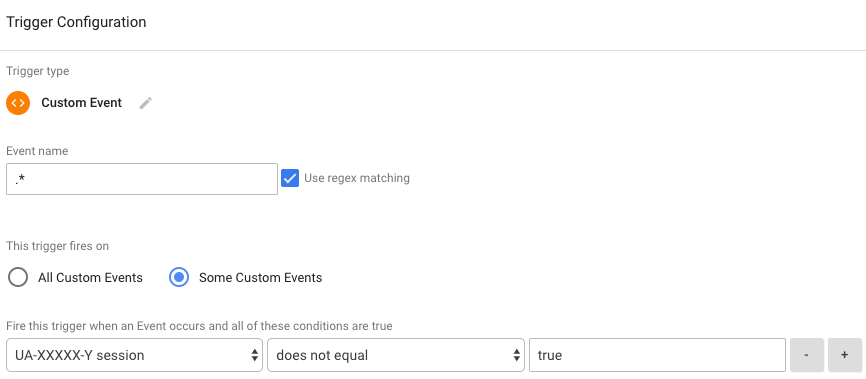 Trigger Configuration
Trigger type
<> Custom Event
Event name
.*
Use regex matching
This trigger fires on
All Custom Events
Some Custom Events
Fire this trigger when an Event occurs and all of these conditions are true
UA-XXXXX-Y session does not equal true - +